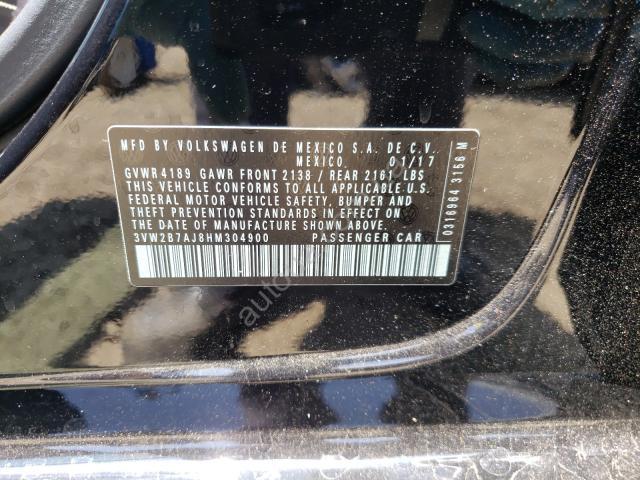 MFD BY VOLKSWAGEN DE MEXICO S.A. DE C.V.
MEXICO. 01/17
GVWR 4189 GAWR FRONT 2138 / REAR 2161 LBS
THIS VEHICLE CONFORMS TO ALL APPLICABLE U.S.
FEDERAL MOTOR VEHICLE SAFETY, BUMPER AND
THEFT PREVENTION STANDARDS IN EFFECT ON THE
DATE OF MANUFACTURE SHOWN ABOVE.
3VW2B7AJ8HM304900 PASSENGER CAR
0316964 3156 M